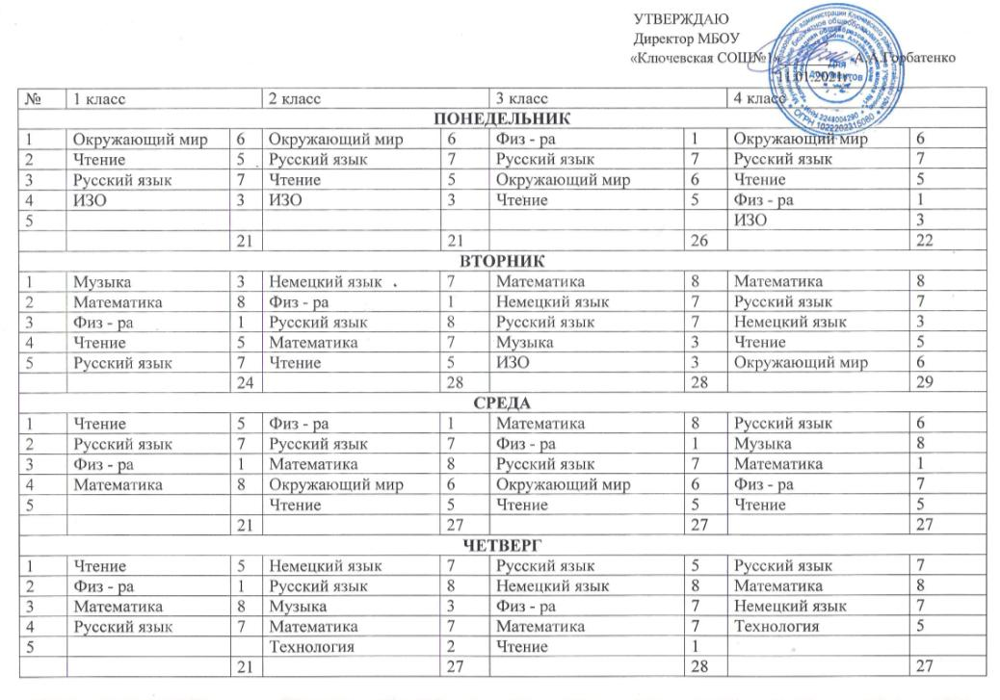 УТВЕРЖДАЮ
Директор МБОУ
«Ключевская СОШ№1» А.А.Горбатенко
11.01.2021г.
ДЛЯ
ДОКУМЕНТОВ
ИНН 2248004290 * ОГРН 1022202315080
№ 1 класс 2 класс 3 класс 4 класс
ПОНЕДЕЛЬНИК
1 Окружающий мир 6 Окружающий мир 6 Физ - ра 1 Окружающий мир 6
2 Чтение 5 Русский язык 7 Русский язык 7 Русский язык 7
3 Русский язык 7 Чтение 5 Окружающий мир 6 Чтение 5
4 ИЗО 3 ИЗО 3 Чтение 5 Физ - ра 1
5 ИЗО 3
21 21 26 22
ВТОРНИК
1 Музыка 3 Немецкий язык 7 Математика 8 Математика 8
2 Математика 8 Физ - ра 1 Немецкий язык 7 Русский язык 7
3 Физ - ра 1 Русский язык 8 Русский язык 7 Немецкий язык 3
4 Чтение 5 Математика 7 Музыка 3 Чтение 5
5 Русский язык 7 Чтение 5 ИЗО 3 Окружающий мир 6
24 28 28 29
СРЕДА
1 Чтение 5 Физ - ра 1 Математика 8 Русский язык 6
2 Русский язык 7 Русский язык 7 Физ - ра 1 Музыка 8
3 Физ - ра 1 Математика 8 Русский язык 7 Математика 1
4 Математика 8 Окружающий мир 6 Окружающий мир 6 Физ - ра 7
5 Чтение 5 Чтение 5 Чтение 5
21 27 27 27
ЧЕТВЕРГ
1 Чтение 5 Немецкий язык 7 Русский язык 5 Русский язык 7
2 Физ - ра 1 Русский язык 8 Немецкий язык 8 Математика 8
3 Математика 8 Музыка 3 Физ - ра 7 Немецкий язык 7
4 Русский язык 7 Математика 7 Математика 7 Технология 5
5 Технология 2 Чтение 1
21 27 28 27